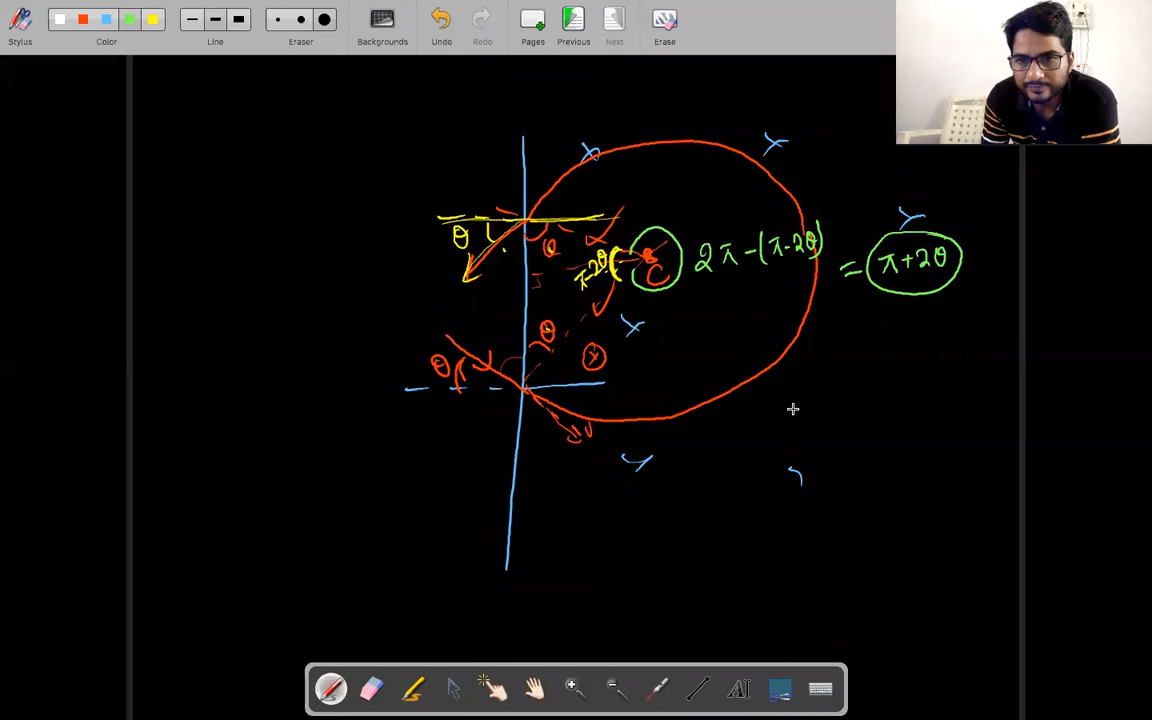 Stylus
Color
Line
Eraser
Backgrounds
Undo
Redo
Pages
Previous
Next
Erase
θ
π-2θ
C
2π-(π-2θ)
= π+2θ
θ
θ
x
v